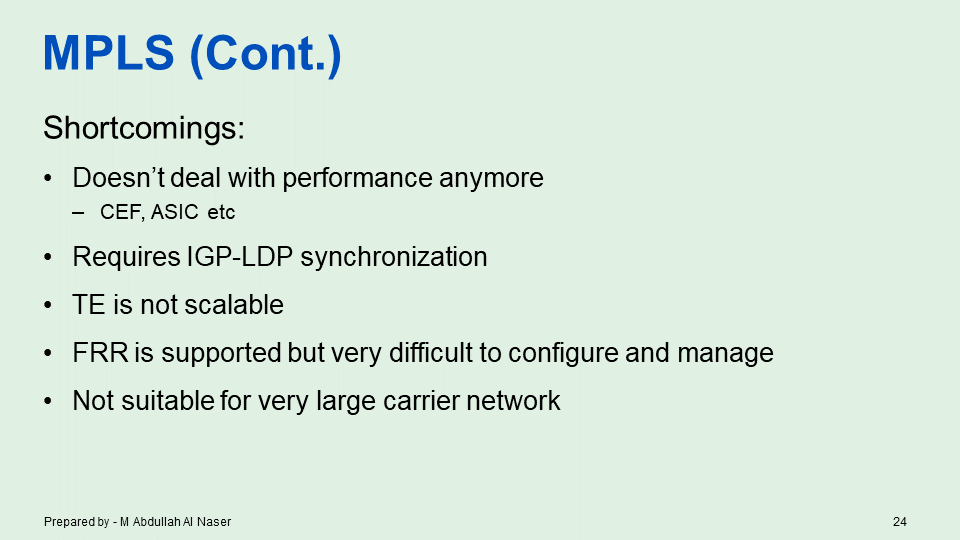 MPLS (Cont.)
Shortcomings:
• Doesn’t deal with performance anymore
– CEF, ASIC etc
• Requires IGP-LDP synchronization
• TE is not scalable
• FRR is supported but very difficult to configure and manage
• Not suitable for very large carrier network
Prepared by - M Abdullah Al Naser
24